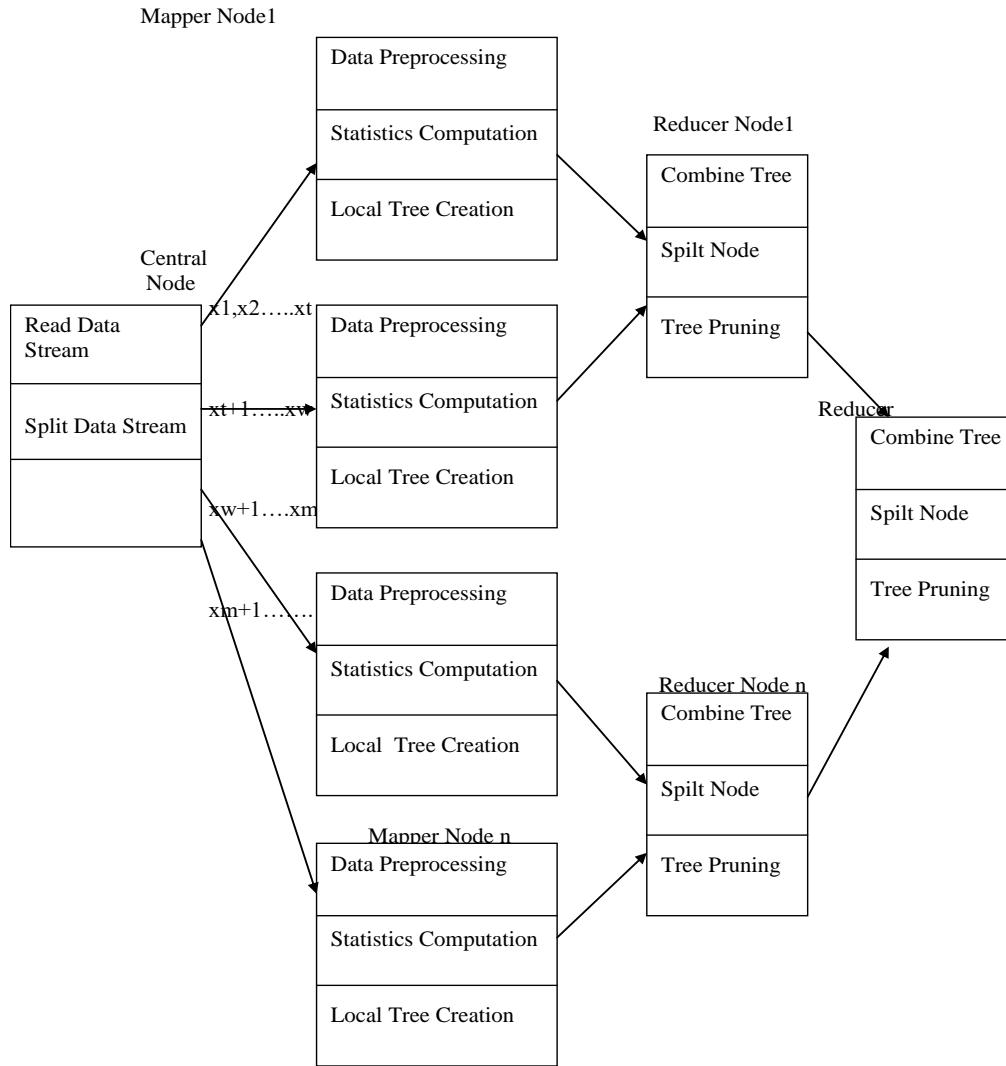 Mapper Node1
Data Preprocessing
Statistics Computation
Local Tree Creation
Reducer Node1
Combine Tree
Spilt Node
Tree Pruning
Central
Node
Read Data
Stream
Split Data Stream
x1,x2…..xt
xt+1…..xw
xw+1….xm
xm+1…….
Data Preprocessing
Statistics Computation
Local Tree Creation
Reducer
Combine Tree
Spilt Node
Tree Pruning
Data Preprocessing
Statistics Computation
Local  Tree Creation
Reducer Node n
Combine Tree
Spilt Node
Tree Pruning
Mapper Node n
Data Preprocessing
Statistics Computation
Local Tree Creation